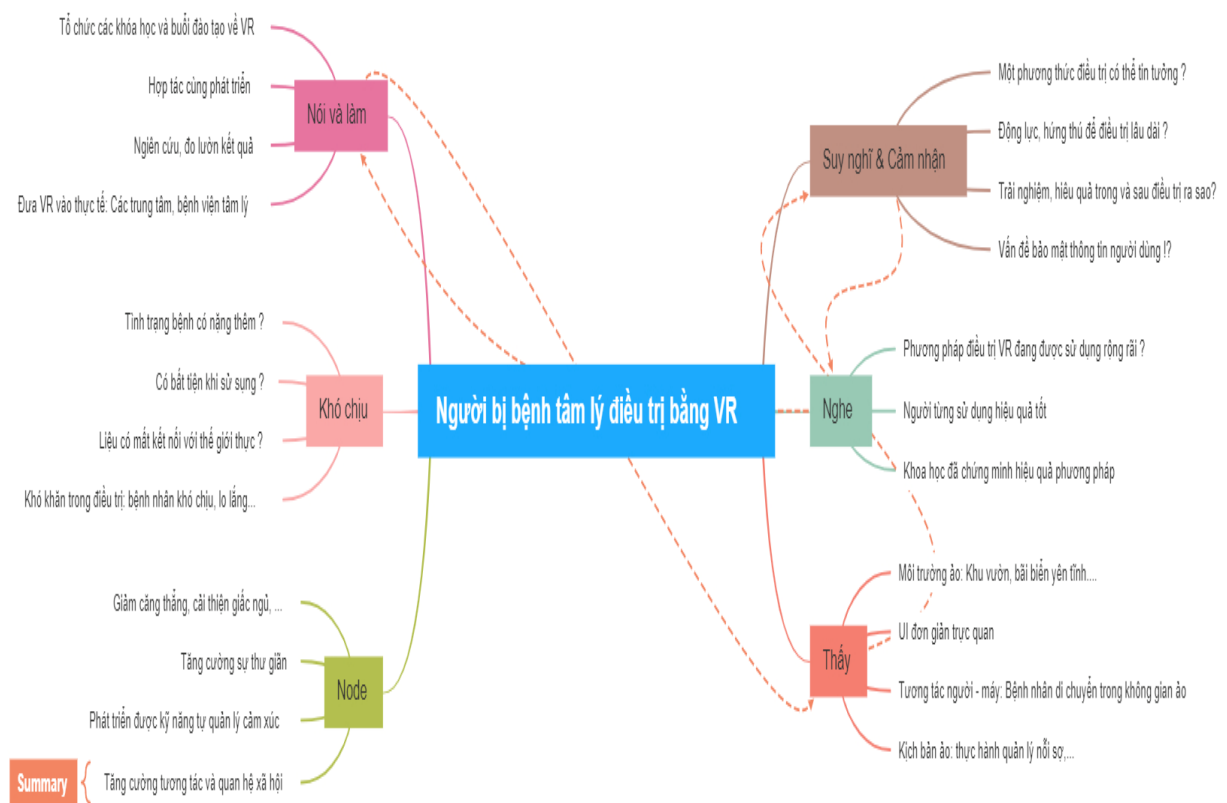 Người bị bệnh tâm lý điều trị bằng VR
Nói và làm
Tổ chức các khóa học và buổi đào tạo về VR
Hợp tác cùng phát triển
Ngiên cứu, đo lườn kết quả
Đưa VR vào thực tế: Các trung tâm, bệnh viện tâm lý
Khó chịu
Tình trạng bệnh có nặng thêm ?
Có bất tiện khi sử sụng ?
Liệu có mất kết nối với thế giới thực ?
Khó khăn trong điều trị: bệnh nhân khó chịu, lo lắng...
Node
Giảm căng thẳng, cải thiện giấc ngủ, ...
Tăng cường sự thư giãn
Phát triển được kỹ năng tự quản lý cảm xúc
Tăng cường tương tác và quan hệ xã hội
Summary
Suy nghĩ & Cảm nhận
Một phương thức điều trị có thể tin tưởng ?
Động lực, hứng thú để điều trị lâu dài ?
Trải nghiệm, hiệu quả trong và sau điều trị ra sao?
Vấn đề bảo mật thông tin người dùng !?
Nghe
Phương pháp điều trị VR đang được sử dụng rộng rãi ?
Người từng sử dụng hiệu quả tốt
Khoa học đã chứng minh hiệu quả phương pháp
Thấy
Môi trường ảo: Khu vườn, bãi biển yên tĩnh....
UI đơn giản trực quan
Tương tác người - máy: Bệnh nhân di chuyển trong không gian ảo
Kịch bản ảo: thực hành quản lý nỗi sợ,...